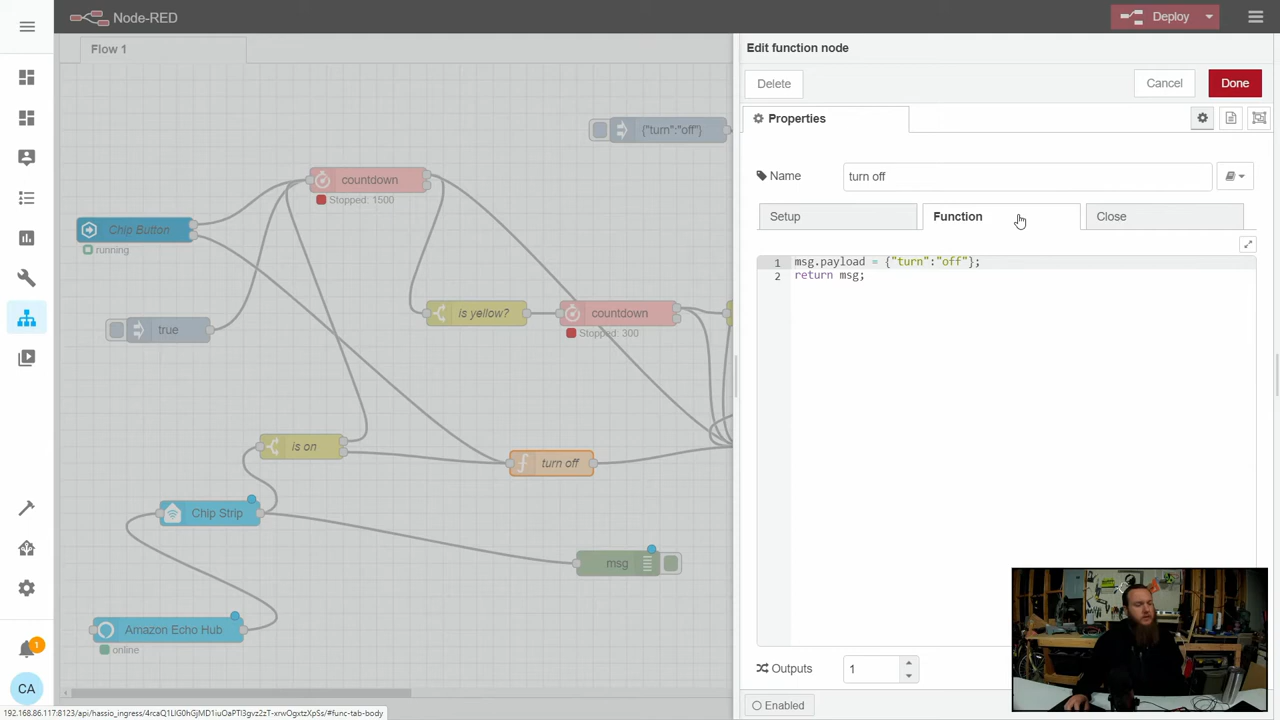 Node-RED
Deploy
Flow 1
Edit function node
Delete
Cancel
Done
Properties
Name
turn off
Setup
Function
Close
1 msg.payload = {"turn":"off"};
2 return msg;
{"turn":"off"}
countdown
Stopped: 1500
Chip Button
running
is yellow?
countdown
Stopped: 300
true
is on
turn off
Chip Strip
msg
Amazon Echo Hub
online
Outputs
1
Enabled
1
CA